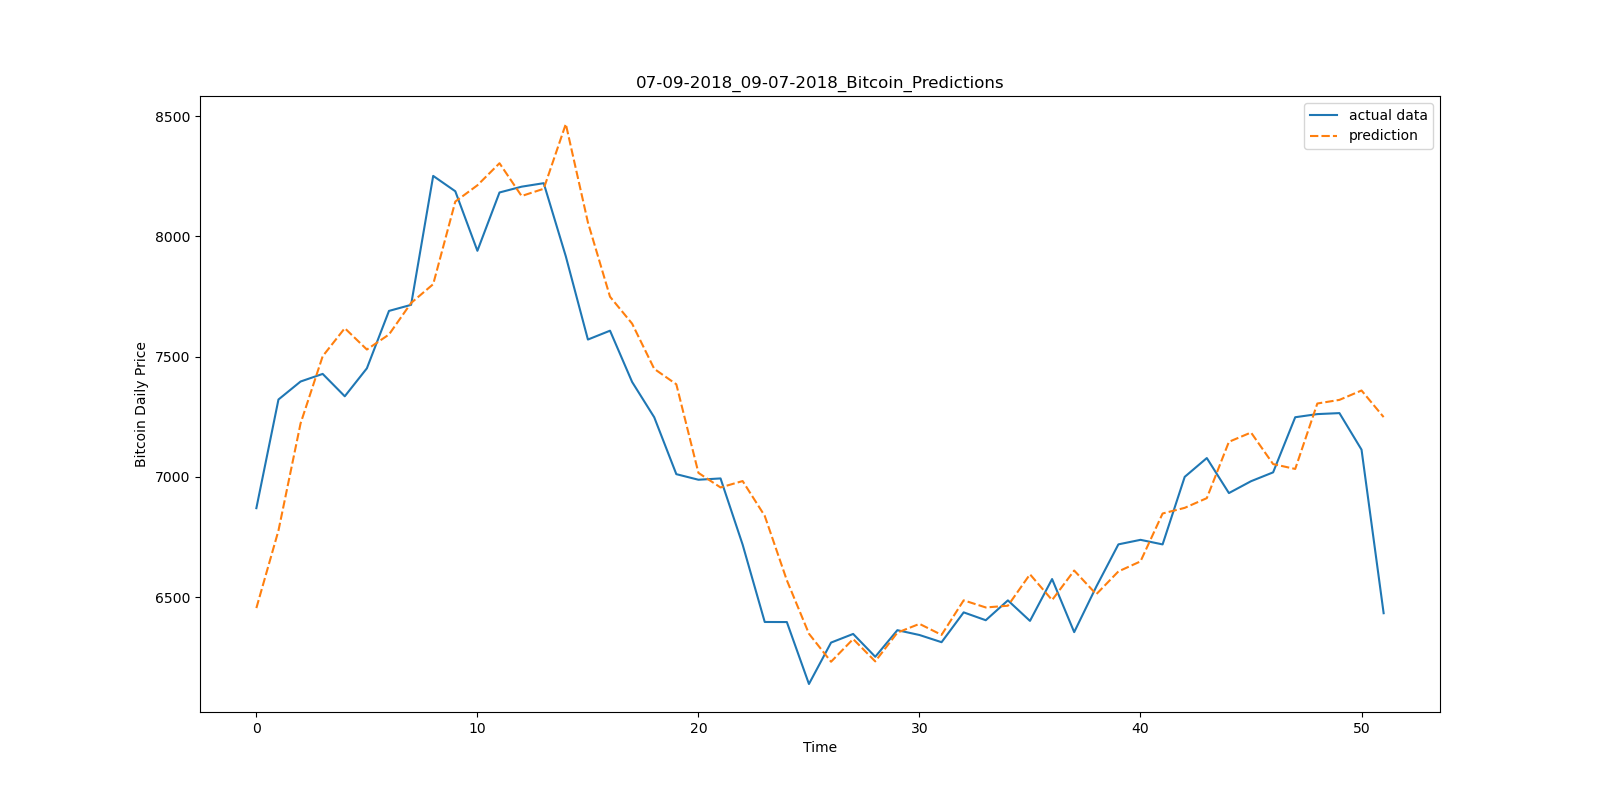 07-09-2018_09-07-2018_Bitcoin_Predictions
actual data
prediction
8500
8000
7500
7000
6500
Bitcoin Daily Price
0 10 20 30 40 50
Time